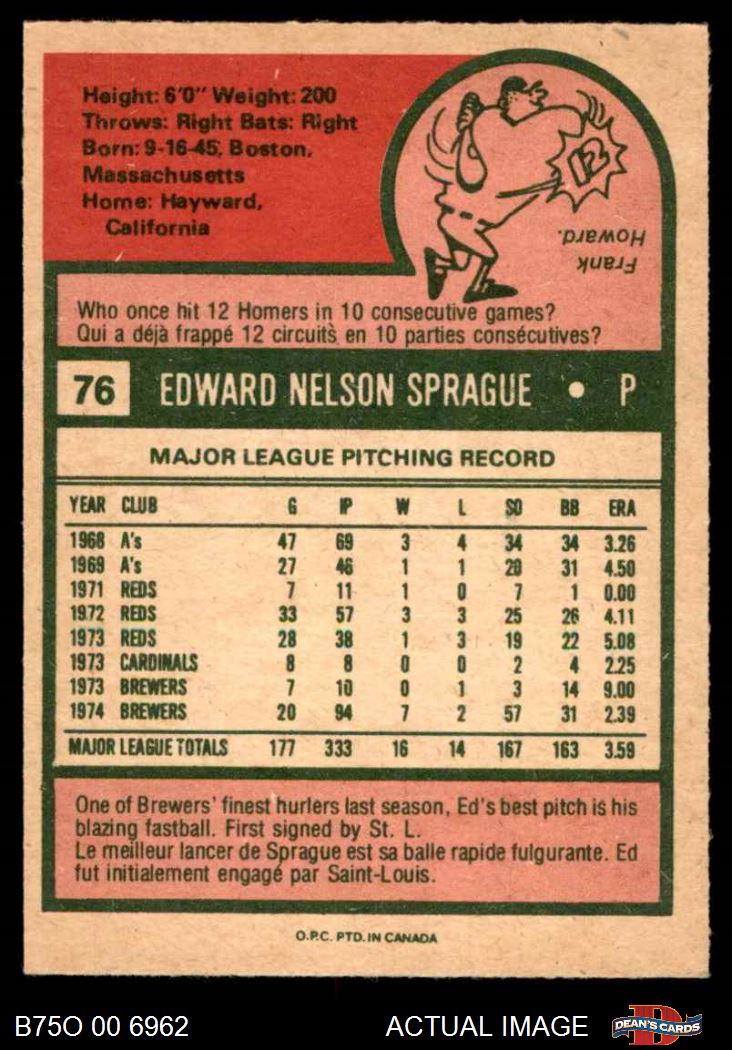 Height: 6'0" Weight: 200
Throws: Right Bats: Right
Born: 9-16-45, Boston,
Massachusetts
Home: Hayward,
California
12
Frank
Howard.
Who once hit 12 Homers in 10 consecutive games?
Qui a déjà frappé 12 circuits en 10 parties consécutives?
76 EDWARD NELSON SPRAGUE • P
MAJOR LEAGUE PITCHING RECORD
YEAR CLUB G IP W L SO BB ERA
1968 A's 47 69 3 4 34 34 3.26
1969 A's 27 46 1 1 20 31 4.50
1971 REDS 7 11 1 0 7 1 0.00
1972 REDS 33 57 3 3 25 26 4.11
1973 REDS 28 38 1 3 19 22 5.08
1973 CARDINALS 8 8 0 0 2 4 2.25
1973 BREWERS 7 10 0 1 3 14 9.00
1974 BREWERS 20 94 7 2 57 31 2.39
MAJOR LEAGUE TOTALS 177 333 16 14 167 163 3.59
One of Brewers' finest hurlers last season, Ed's best pitch is his
blazing fastball. First signed by St. L.
Le meilleur lancer de Sprague est sa balle rapide fulgurante. Ed
fut initialement engagé par Saint-Louis.
O.P.C. PTD. IN CANADA
B75O 00 6962 ACTUAL IMAGE DEAN'S CARDS